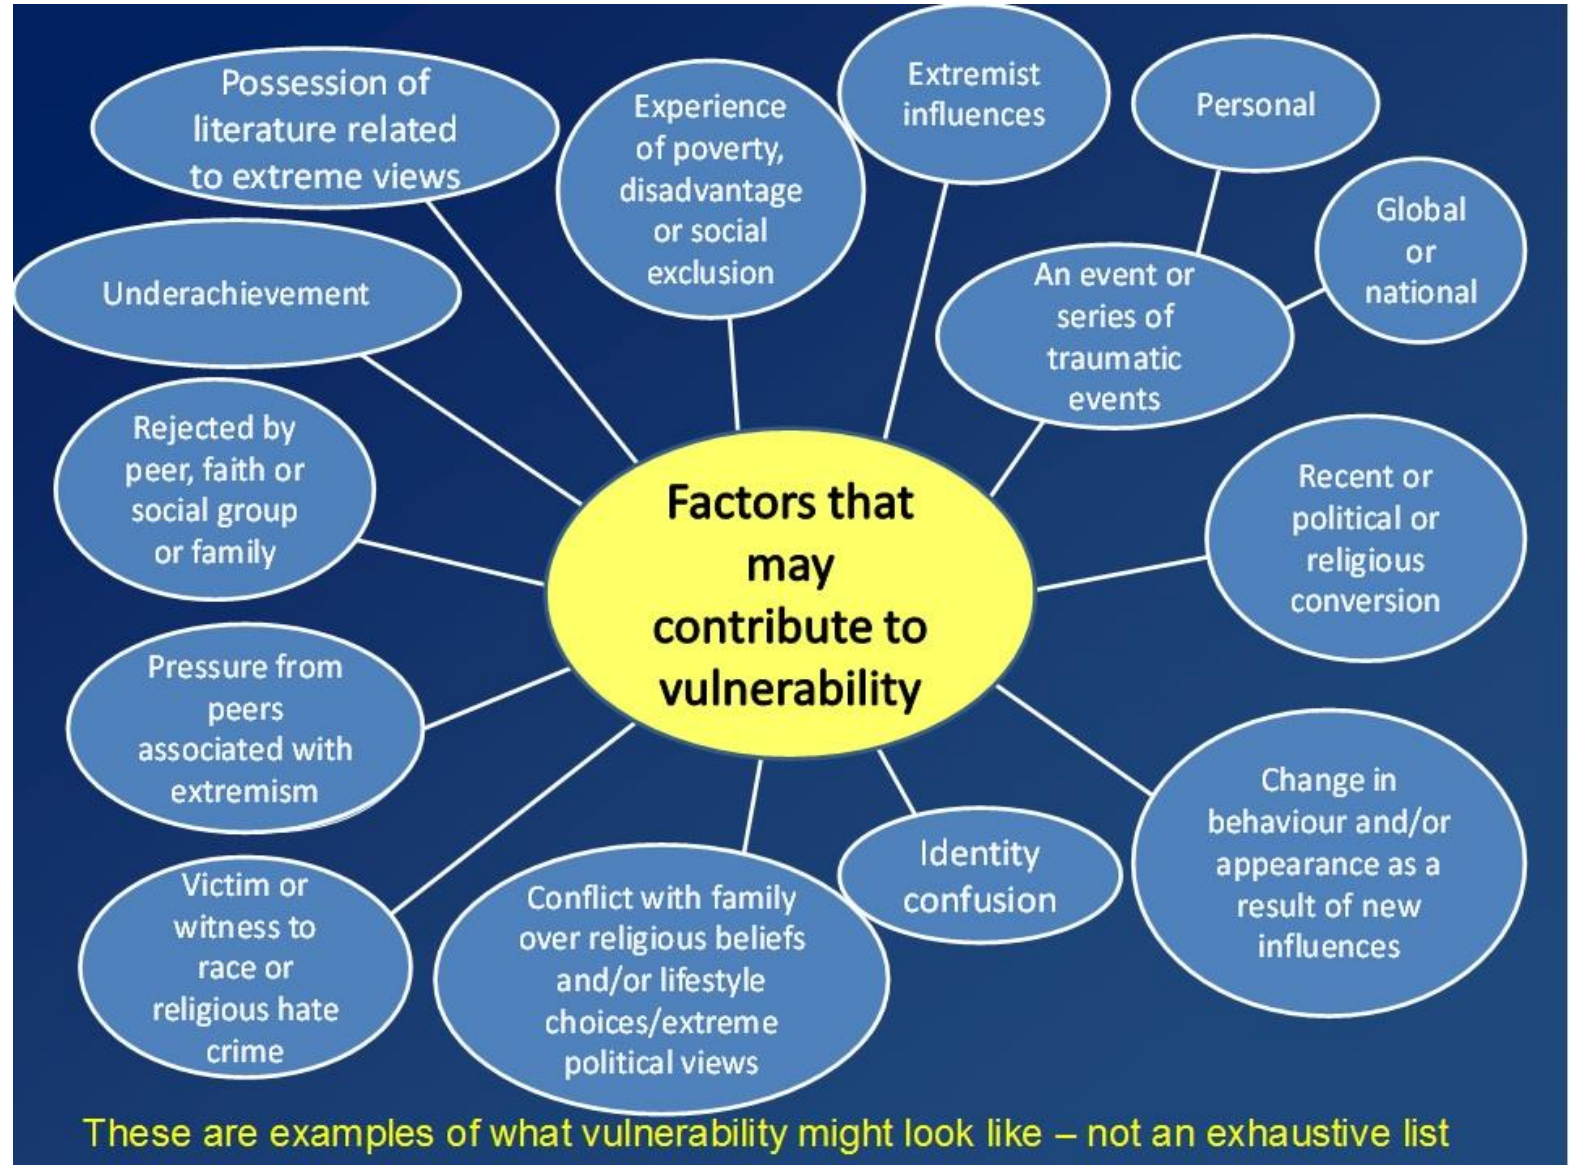 Possession of
literature related
to extreme views
Experience
of poverty,
disadvantage
or social
exclusion
Extremist
influences
Personal
Global
or
national
An event or
series of
traumatic
events
Underachievement
Rejected by
peer, faith or
social group
or family
Factors that
may
contribute to
vulnerability
Recent or
political or
religious
conversion
Pressure from
peers
associated with
extremism
Change in
behaviour and/or
appearance as a
result of new
influences
Identity
confusion
Victim or
witness to
race or
religious hate
crime
Conflict with family
over religious beliefs
and/or lifestyle
choices/extreme
political views
These are examples of what vulnerability might look like – not an exhaustive list